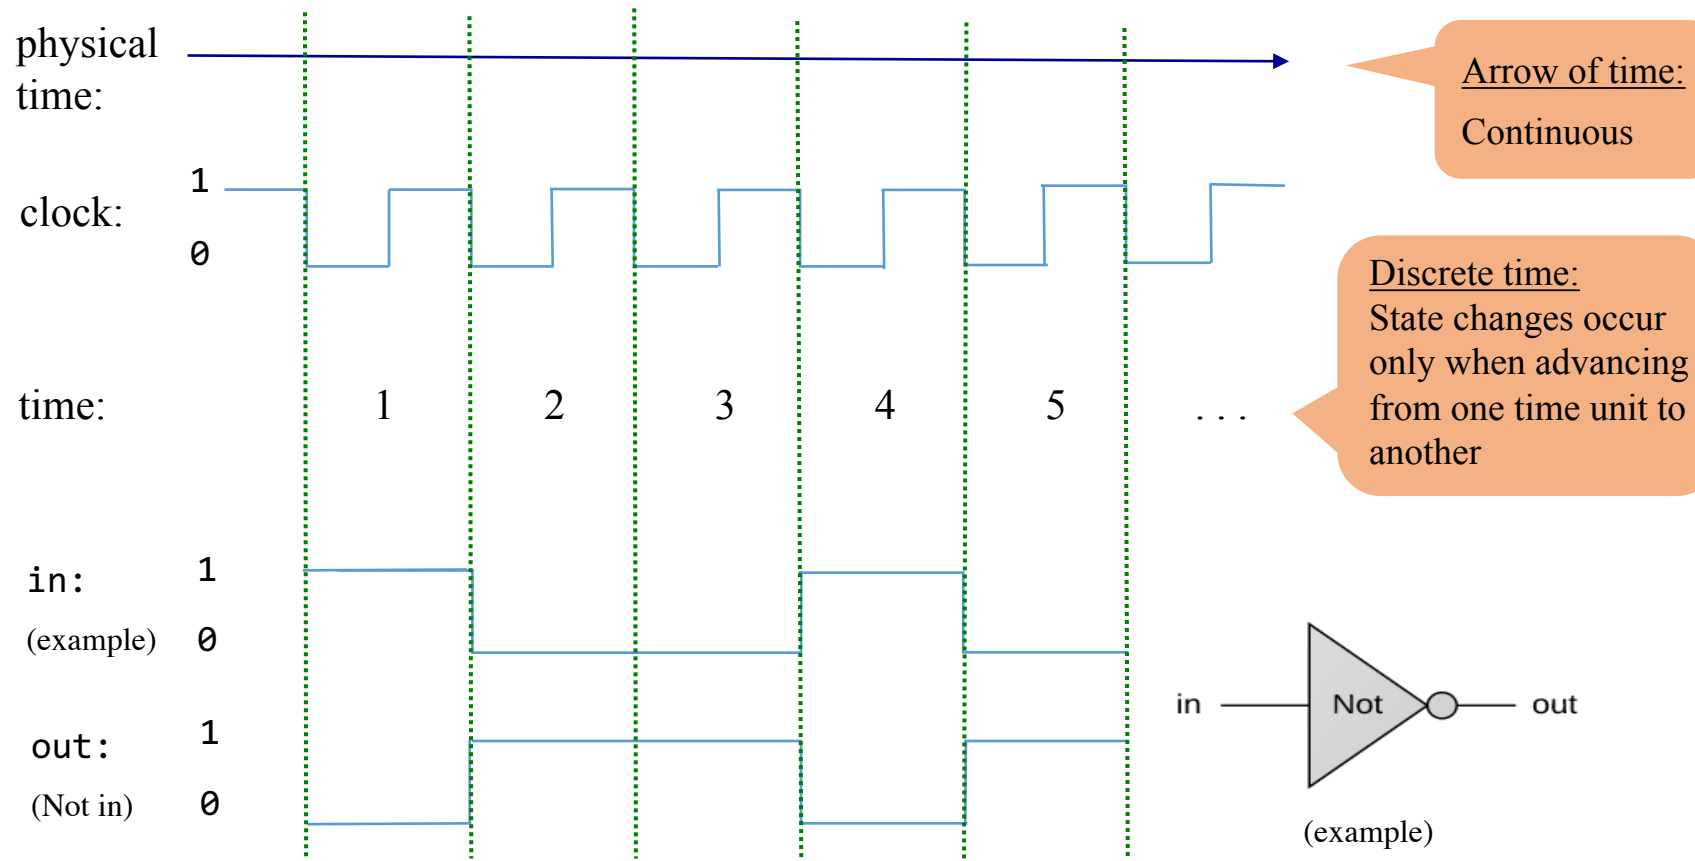 physical
time:
Arrow of time:
Continuous
clock:
1
0
Discrete time:
State changes occur
only when advancing
from one time unit to
another
time:
1 2 3 4 5 . . .
in:
(example)
1
0
out:
(Not in)
1
0
in Not out
(example)